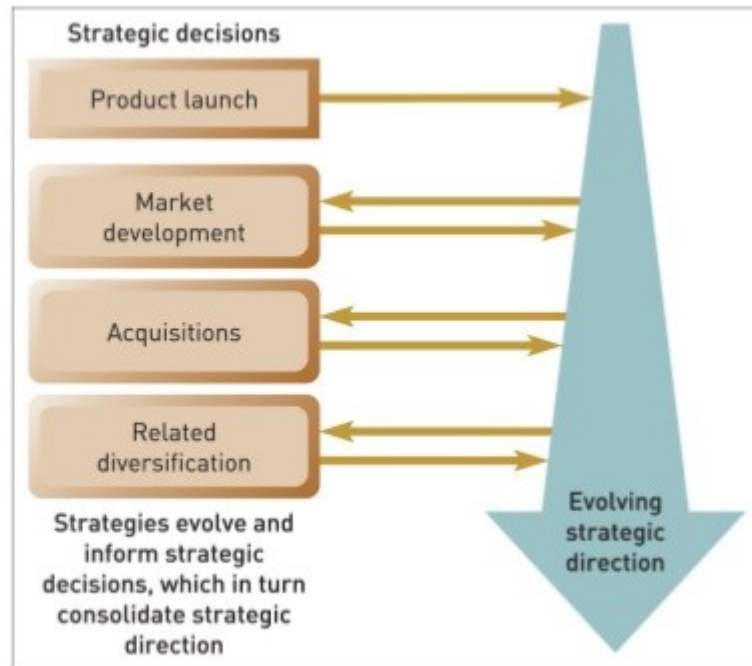 Strategic decisions
Product launch
Market
development
Acquisitions
Related
diversification
Strategies evolve and
inform strategic
decisions, which in turn
consolidate strategic
direction
Evolving
strategic
direction